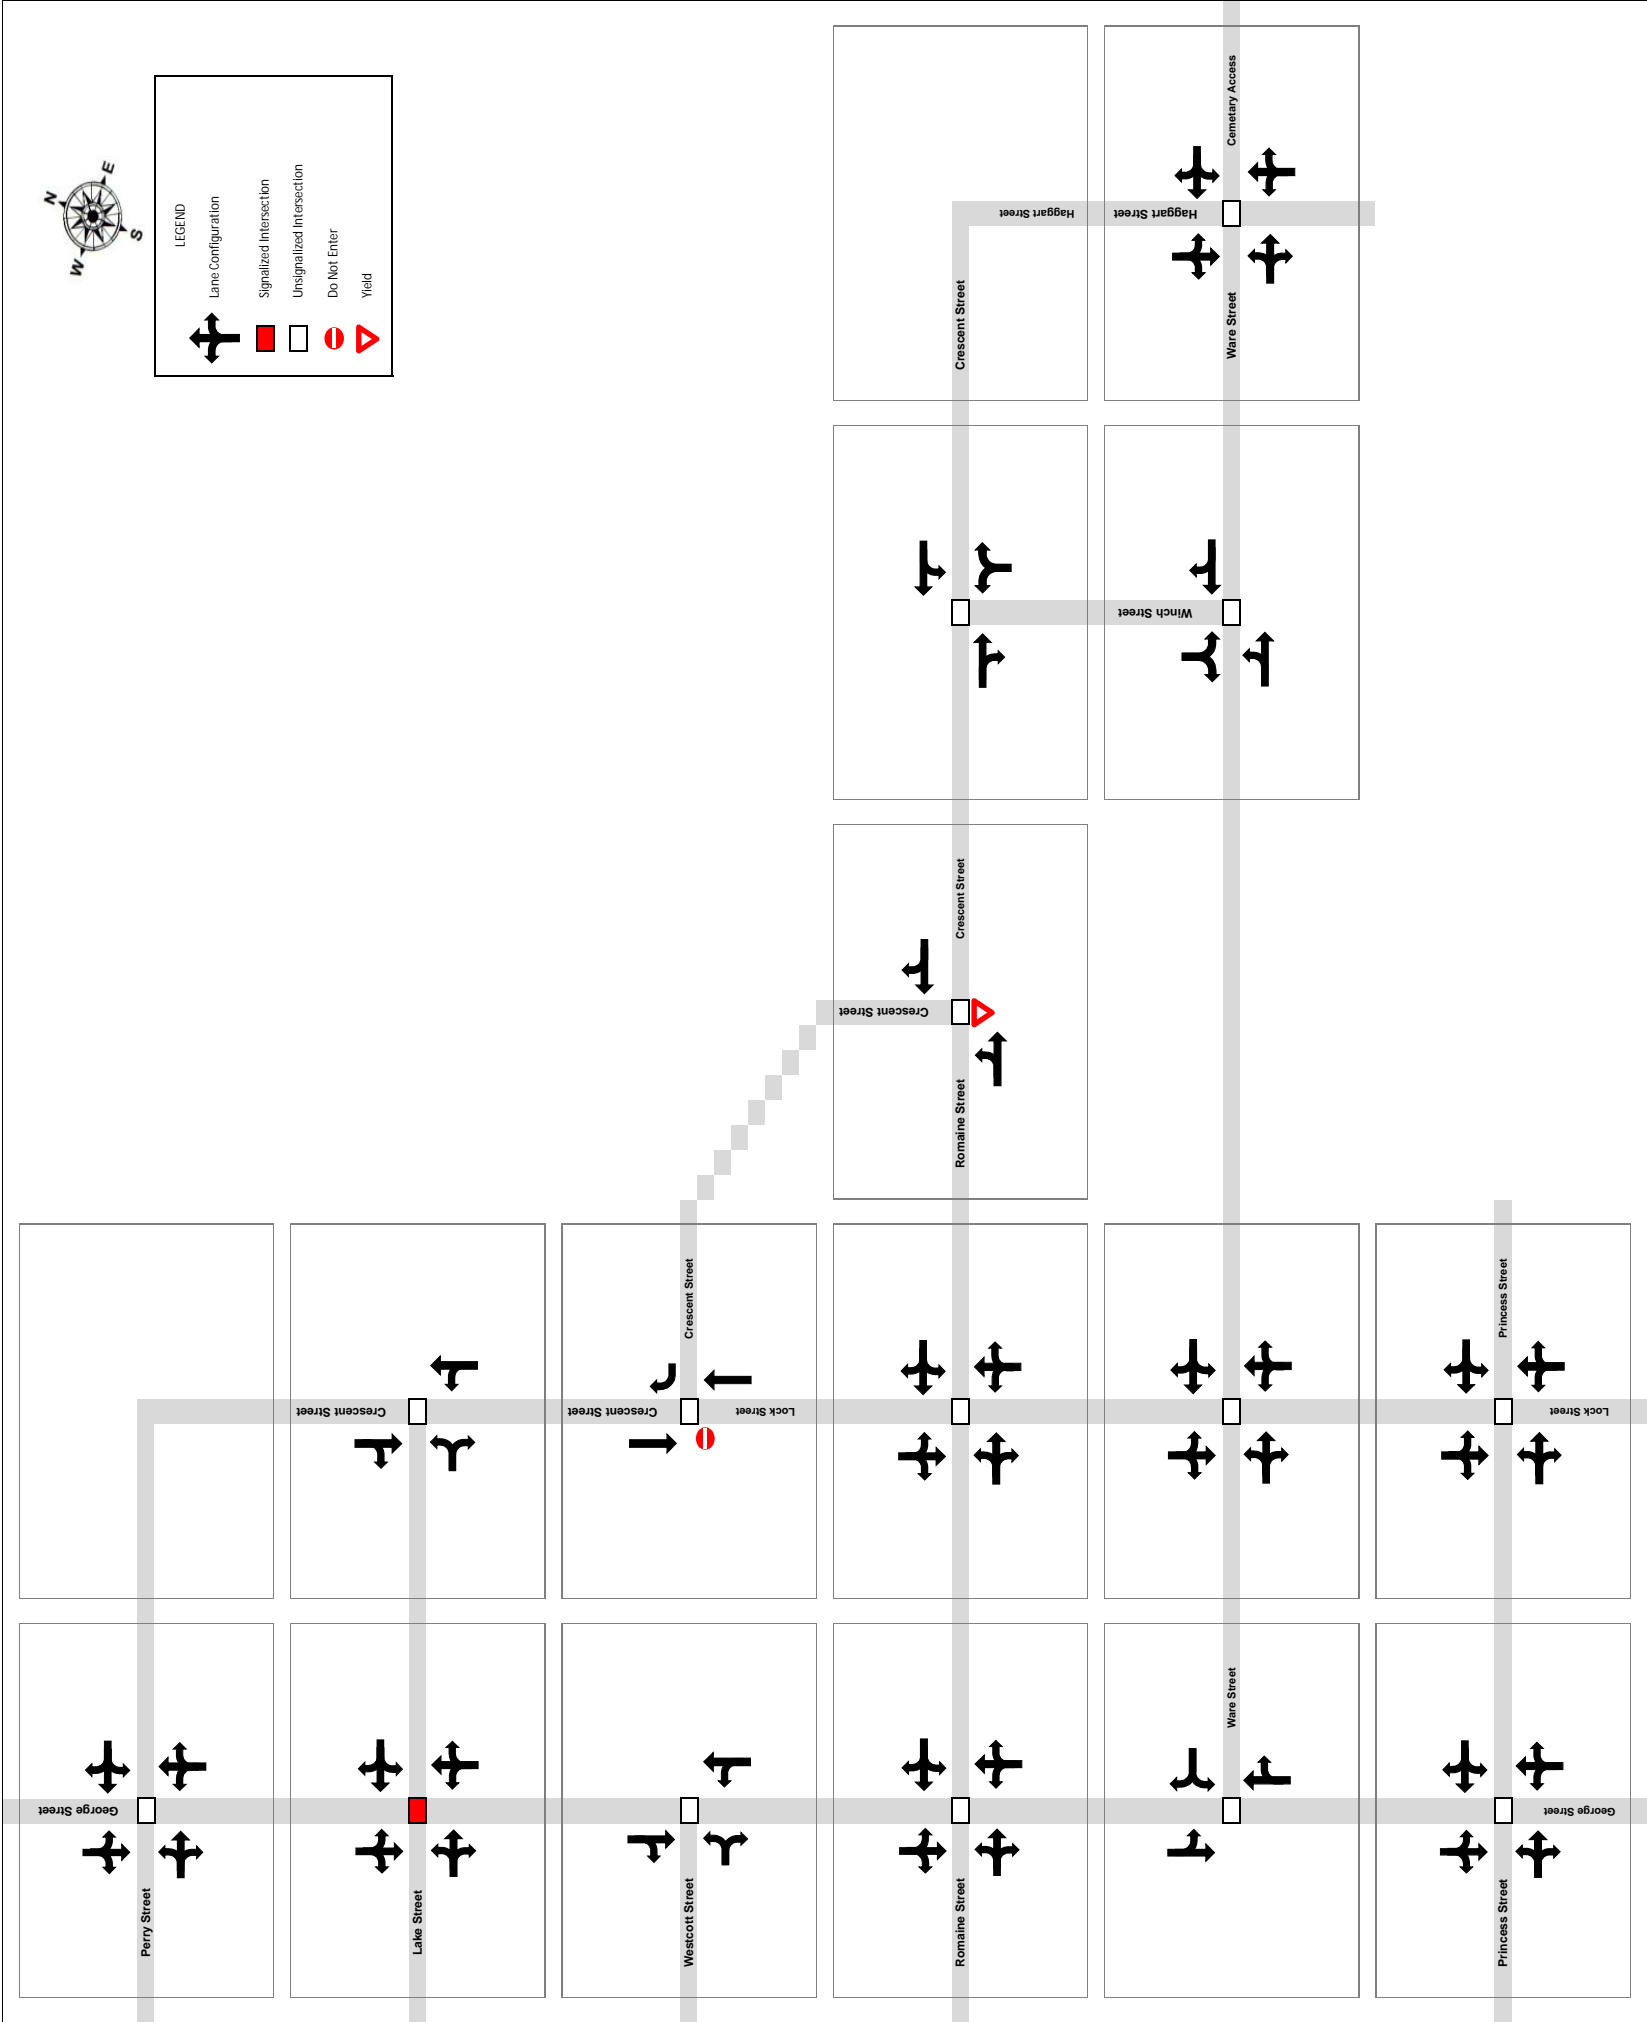 N
E
S
W
LEGEND
Lane Configuration
Signalized Intersection
Unsignalized Intersection
Do Not Enter
Yield
Cemetary Access
Haggart Street
Haggart Street
Crescent Street
Ware Street
Winch Street
Crescent Street
Crescent Street
Romaine Street
Crescent Street
Princess Street
Crescent Street
Crescent Street
Lock Street
Lock Street
Ware Street
George Street
George Street
Perry Street
Lake Street
Westcott Street
Romaine Street
Princess Street